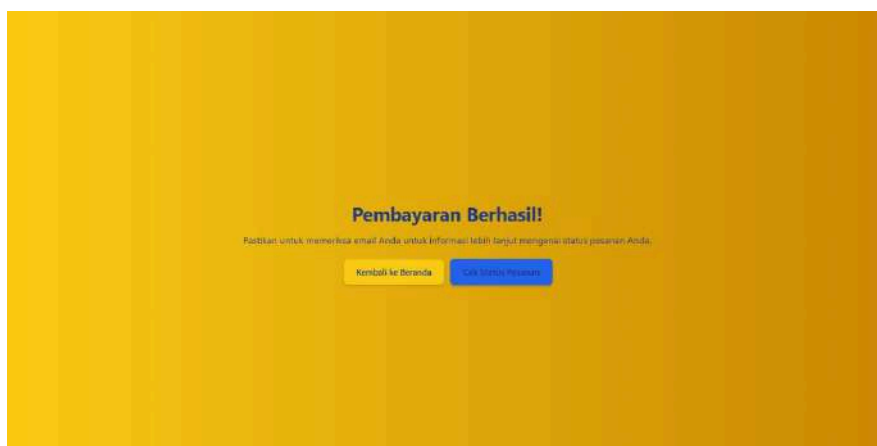 Pembayaran Berhasil!
Pastikan untuk memeriksa email Anda untuk informasi lebih lanjut mengenai status pesanan Anda.
Kembali ke Beranda
Cek Status Pesanan